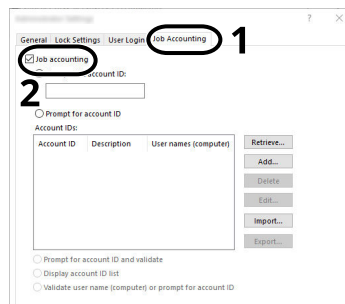 ?
General Lock Settings User Login Job Accounting 1
Job accounting
account ID:
2
Prompt for account ID
Account IDs:
Account ID Description User names (computer)
Retrieve...
Add...
Delete
Edit...
Import...
Export...
Prompt for account ID and validate
Display account ID list
Validate user name (computer) or prompt for account ID